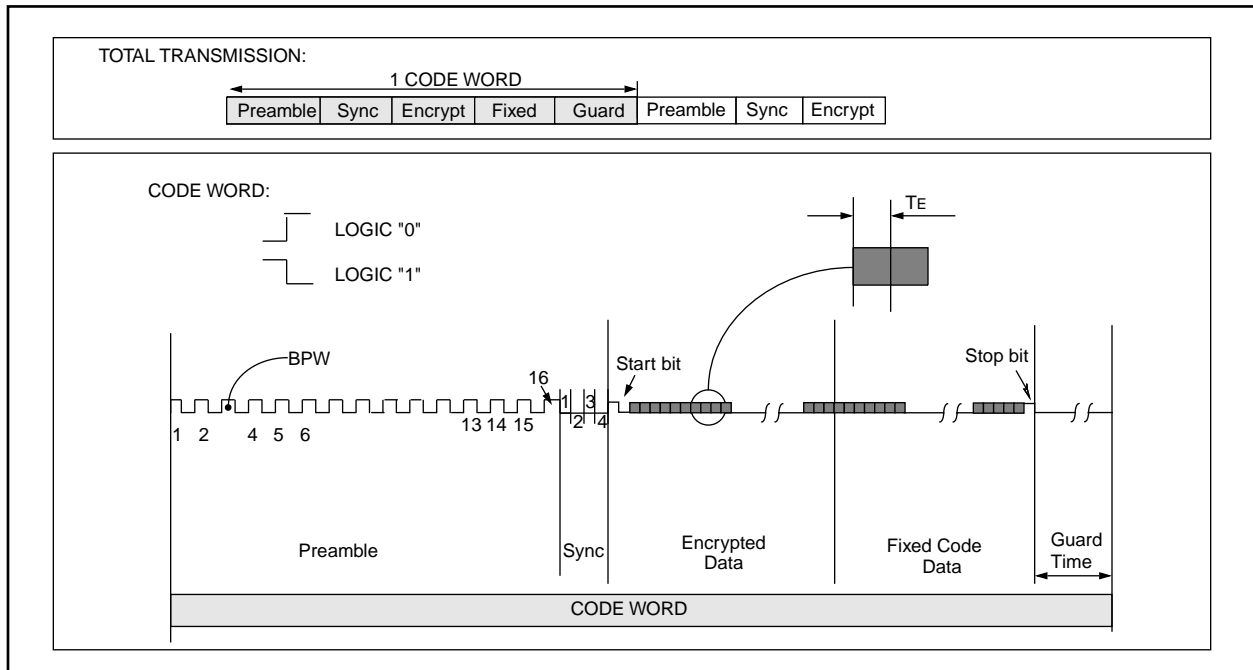 TOTAL TRANSMISSION:
1 CODE WORD
Preamble Sync Encrypt Fixed Guard Preamble Sync Encrypt
CODE WORD:
LOGIC "0"
LOGIC "1"
TE
BPW
16
Start bit
Stop bit
1 3
2 4
1 2 4 5 6 13 14 15
Preamble
Sync
Encrypted
Data
Fixed Code
Data
Guard
Time
CODE WORD